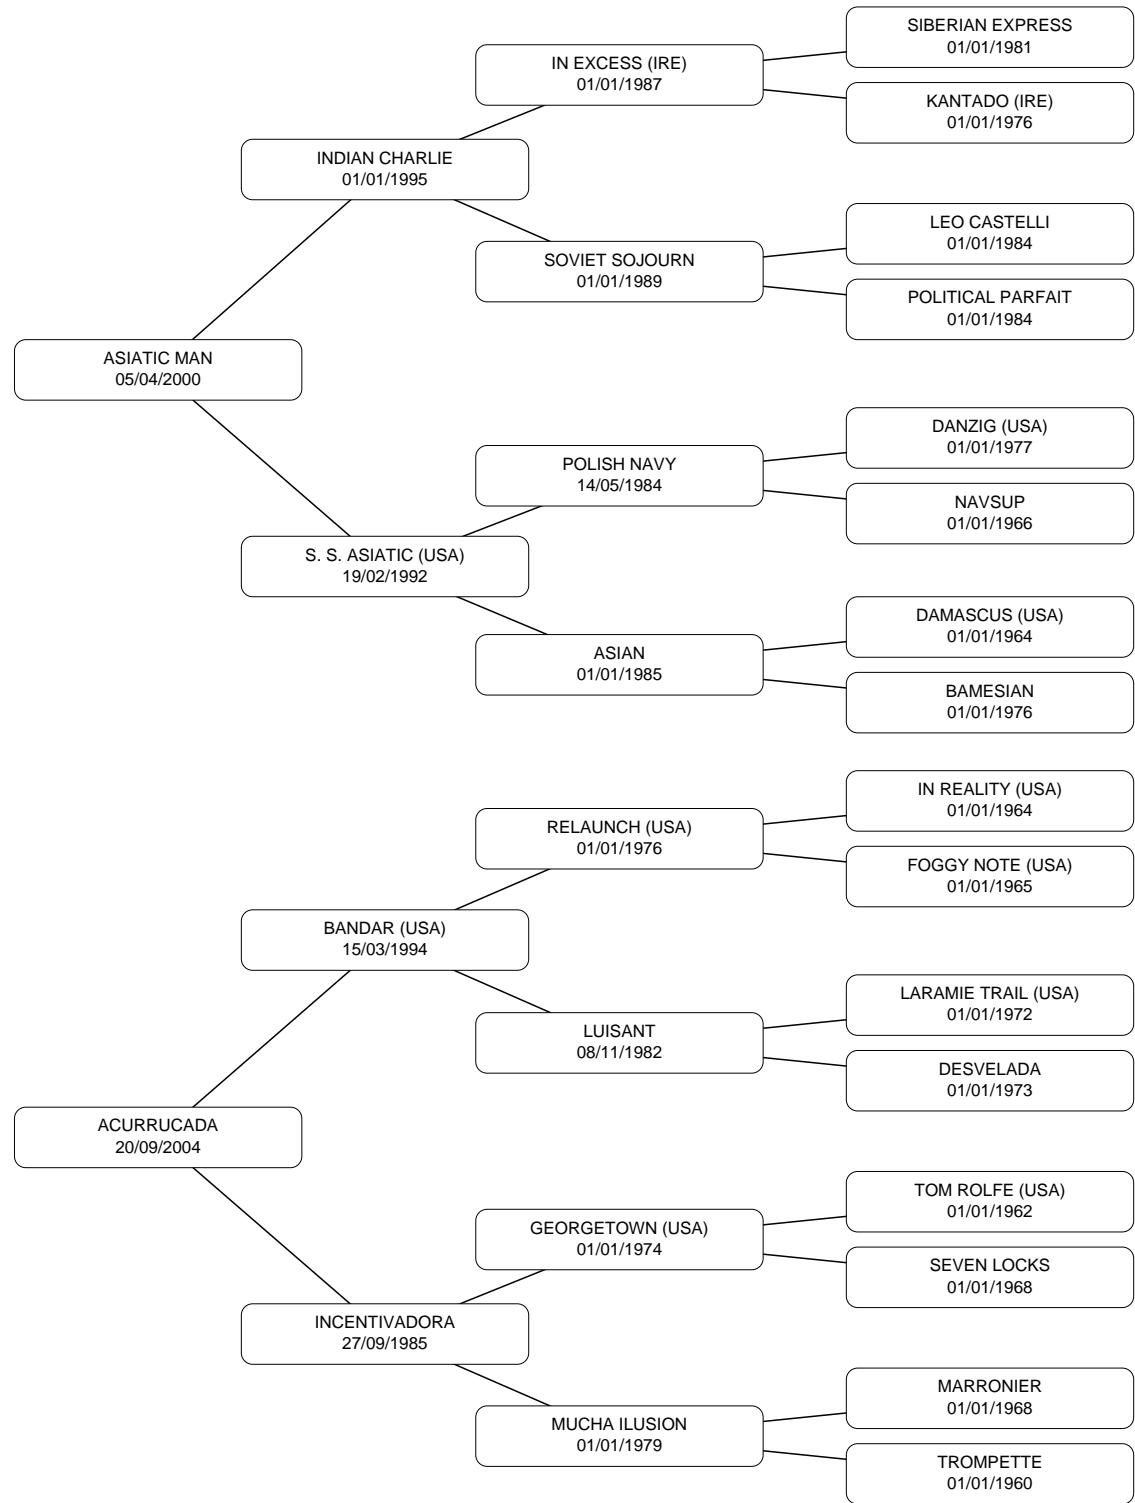 SIBERIAN EXPRESS
01/01/1981
IN EXCESS (IRE)
01/01/1987
KANTADO (IRE)
01/01/1976
INDIAN CHARLIE
01/01/1995
LEO CASTELLI
01/01/1984
SOVIET SOJOURN
01/01/1989
POLITICAL PARFAIT
01/01/1984
ASIATIC MAN
05/04/2000
DANZIG (USA)
01/01/1977
POLISH NAVY
14/05/1984
NAVSUP
01/01/1966
S. S. ASIATIC (USA)
19/02/1992
DAMASCUS (USA)
01/01/1964
ASIAN
01/01/1985
BAMESIAN
01/01/1976
IN REALITY (USA)
01/01/1964
RELAUNCH (USA)
01/01/1976
FOGGY NOTE (USA)
01/01/1965
BANDAR (USA)
15/03/1994
LARAMIE TRAIL (USA)
01/01/1972
LUISANT
08/11/1982
DESVELADA
01/01/1973
ACURRUCADA
20/09/2004
TOM ROLFE (USA)
01/01/1962
GEORGETOWN (USA)
01/01/1974
SEVEN LOCKS
01/01/1968
INCENTIVADORA
27/09/1985
MARRONIER
01/01/1968
MUCHA ILUSION
01/01/1979
TROMPETTE
01/01/1960